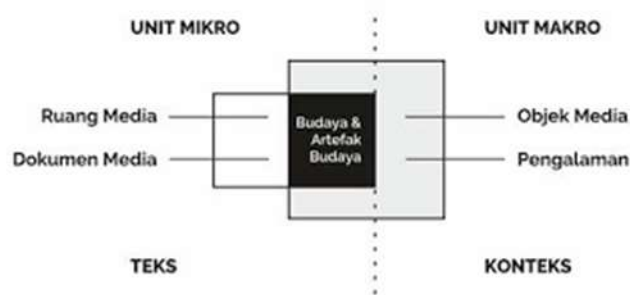 UNIT MIKRO
UNIT MAKRO
Ruang Media
Dokumen Media
Budaya &
Artefak
Budaya
Objek Media
Pengalaman
TEKS
KONTEKS